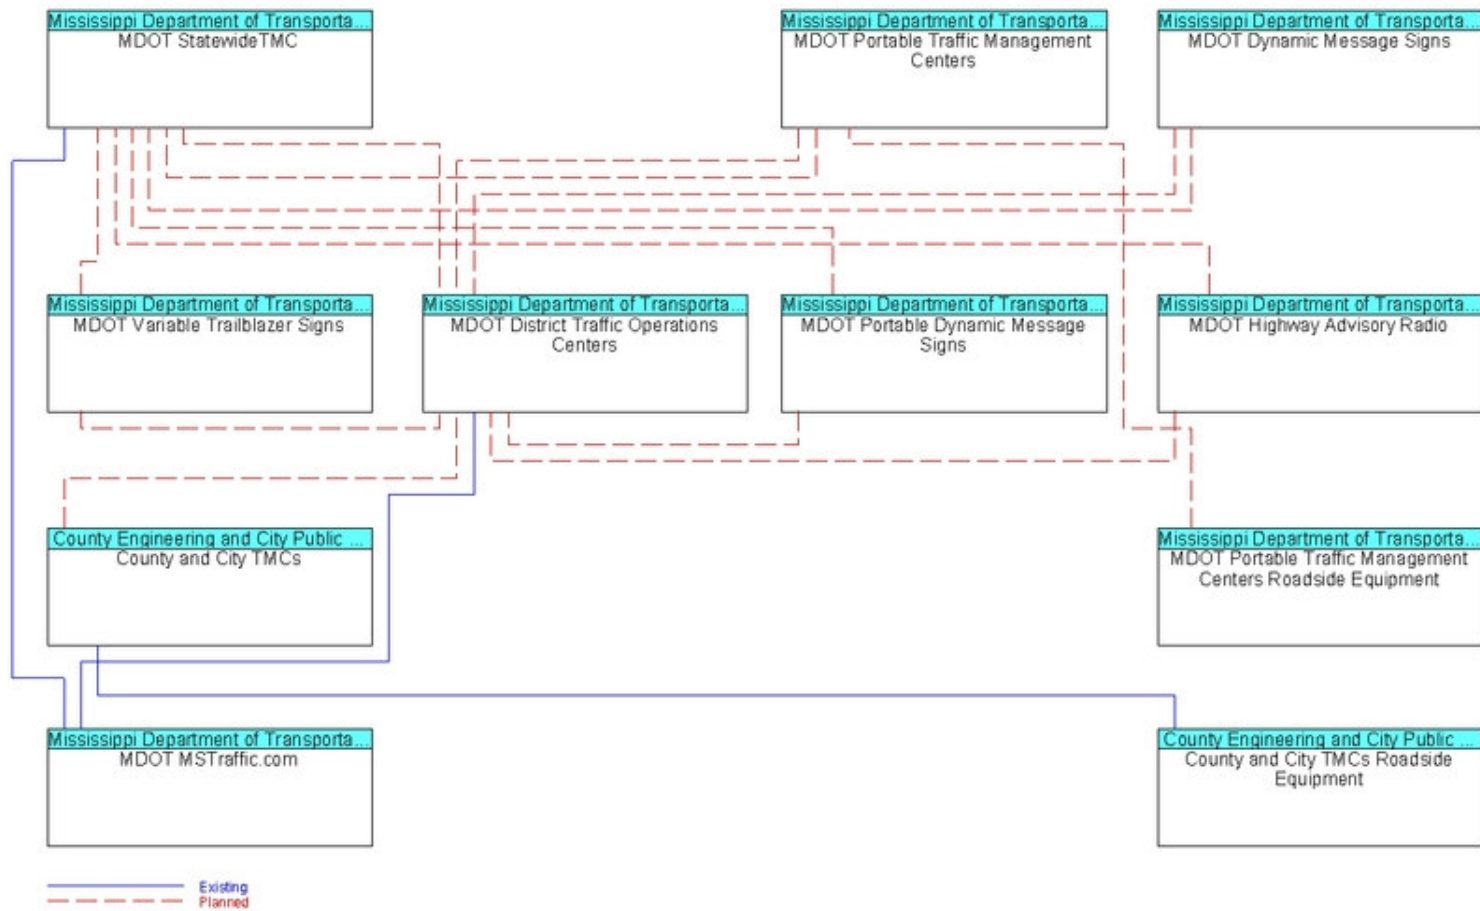 Mississippi Department of Transporta...
MDOT StatewideTMC
Mississippi Department of Transporta...
MDOT Portable Traffic Management
Centers
Mississippi Department of Transporta...
MDOT Dynamic Message Signs
Mississippi Department of Transporta...
MDOT Variable Trailblazer Signs
Mississippi Department of Transporta...
MDOT District Traffic Operations
Centers
Mississippi Department of Transporta...
MDOT Portable Dynamic Message
Signs
Mississippi Department of Transporta...
MDOT Highway Advisory Radio
County Engineering and City Public ...
County and City TMCs
Mississippi Department of Transporta...
MDOT Portable Traffic Management
Centers Roadside Equipment
Mississippi Department of Transporta...
MDOT MSTraffic.com
County Engineering and City Public ...
County and City TMCs Roadside
Equipment
Existing
Planned